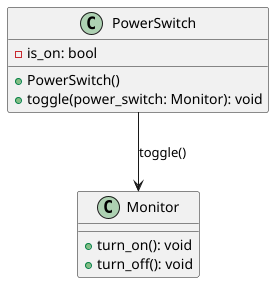 C PowerSwitch
is_on: bool
PowerSwitch()
toggle(power_switch: Monitor): void
toggle()
C Monitor
turn_on(): void
turn_off(): void